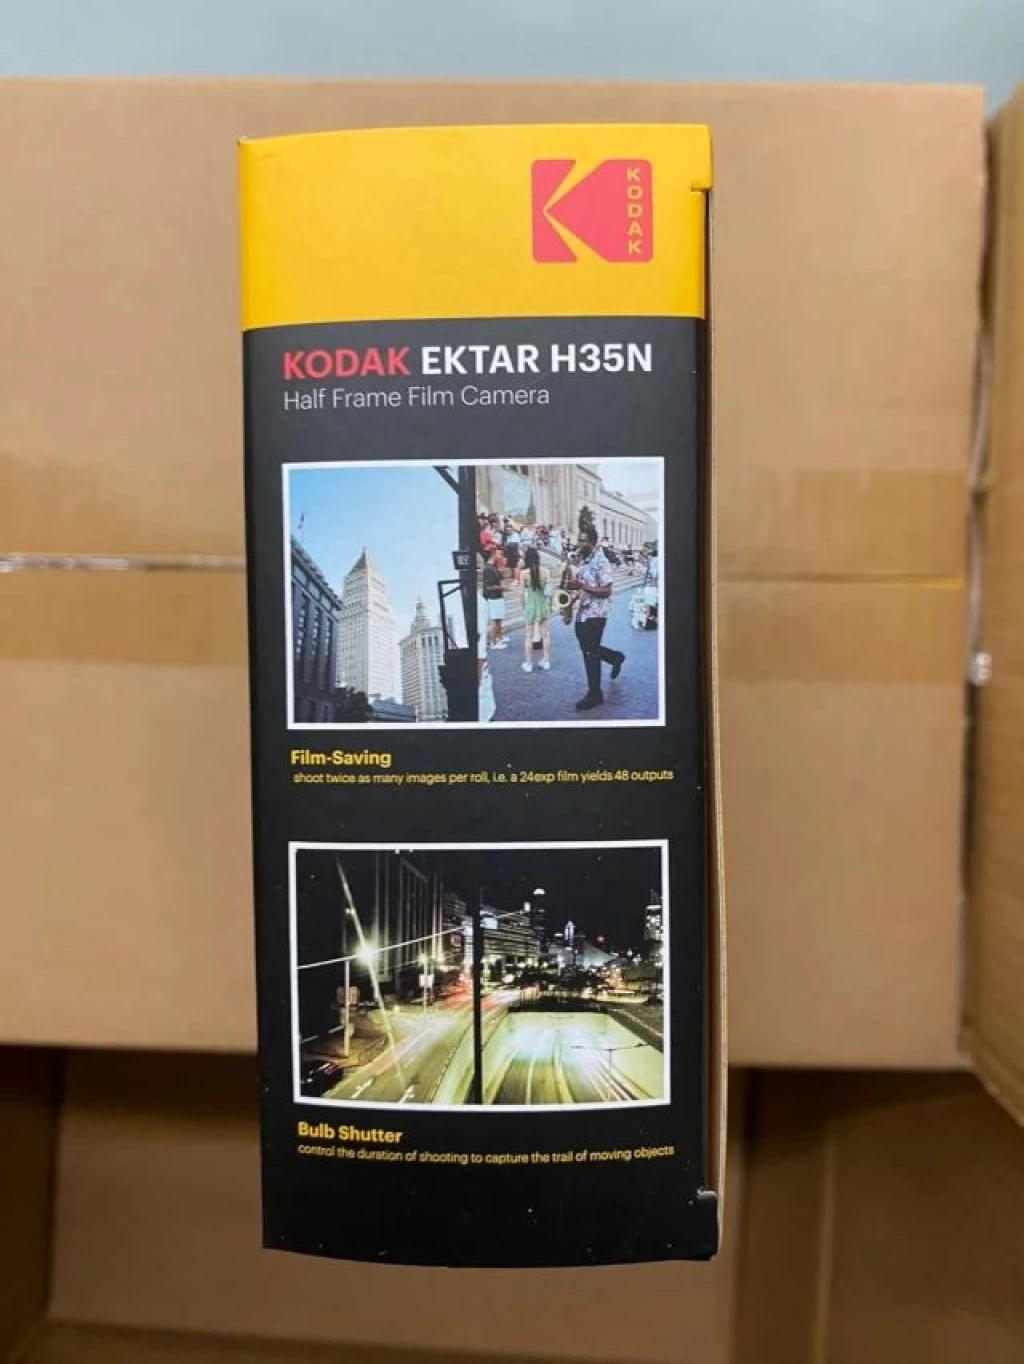 KODAK
KODAK EKTAR H35N
Half Frame Film Camera
Film-Saving
shoot twice as many images per roll, i.e. a 24exp film yields 48 outputs
Bulb Shutter
control the duration of shooting to capture the trail of moving objects